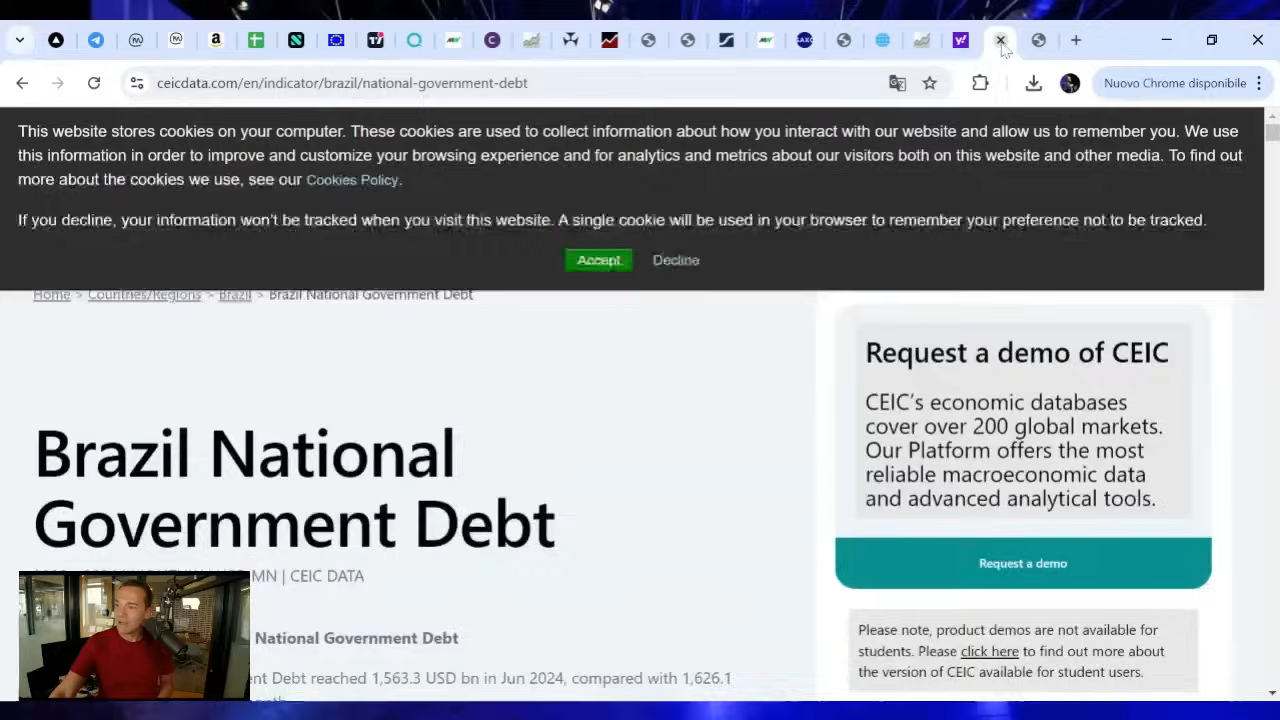 ceicdata.com/en/indicator/brazil/national-government-debt
Nuovo Chrome disponibile
This website stores cookies on your computer. These cookies are used to collect information about how you interact with our website and allow us to remember you. We use
this information in order to improve and customize your browsing experience and for analytics and metrics about our visitors both on this website and other media. To find out
more about the cookies we use, see our Cookies Policy.
If you decline, your information won't be tracked when you visit this website. A single cookie will be used in your browser to remember your preference not to be tracked.
Accept Decline
Home > Countries/Regions > Brazil > Brazil National Government Debt
Brazil National
Government Debt
MN | CEIC DATA
National Government Debt
nt Debt reached 1,563.3 USD bn in Jun 2024, compared with 1,626.1
Request a demo of CEIC
CEIC's economic databases
cover over 200 global markets.
Our Platform offers the most
reliable macroeconomic data
and advanced analytical tools.
Request a demo
Please note, product demos are not available for
students. Please click here to find out more about
the version of CEIC available for student users.